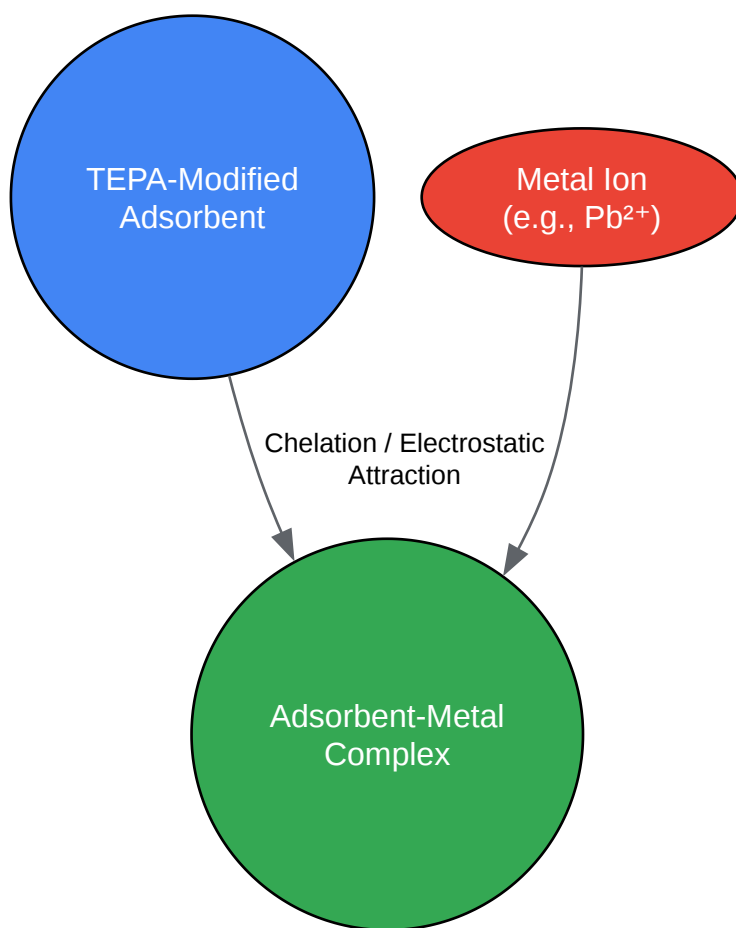 TEPA-Modified
Adsorbent
Metal Ion
(e.g., Pb²⁺)
Chelation / Electrostatic
Attraction
Adsorbent-Metal
Complex